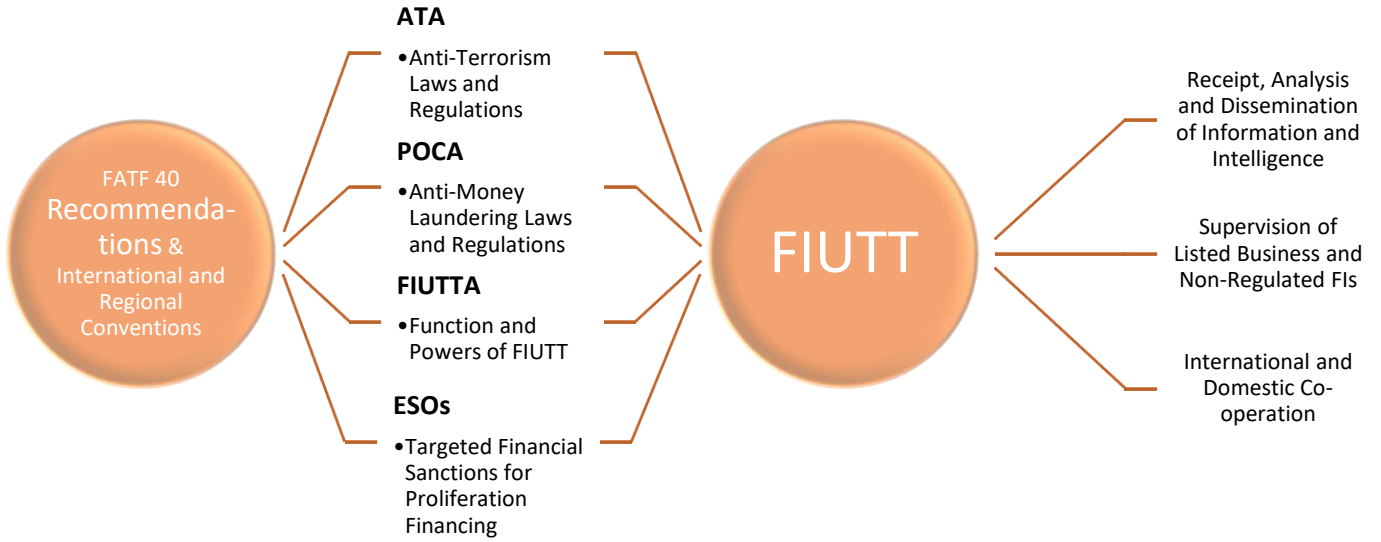 FATF 40
Recommenda-
tions &
International and
Regional
Conventions
ATA
•Anti-Terrorism
Laws and
Regulations
POCA
•Anti-Money
Laundering Laws
and Regulations
FIUTTA
•Function and
Powers of FIUTT
ESOs
•Targeted Financial
Sanctions for
Proliferation
Financing
FIUTT
Receipt, Analysis
and Dissemination
of Information and
Intelligence
Supervision of
Listed Business and
Non-Regulated FIs
International and
Domestic Co-
operation